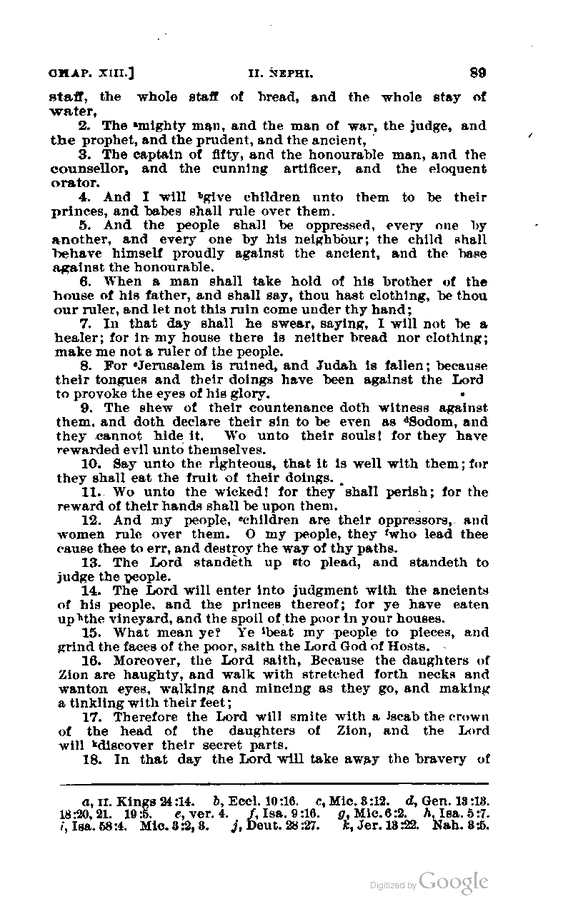 CHAP. XIII.] II. NEPHI. 89
staff, the whole staff of bread, and the whole stay of
water,
2. The ᵃmighty man, and the man of war, the judge, and
the prophet, and the prudent, and the ancient,
3. The captain of fifty, and the honourable man, and the
counsellor, and the cunning artificer, and the eloquent
orator.
4. And I will ᵇgive children unto them to be their
princes, and babes shall rule over them.
5. And the people shall be oppressed, every one by
another, and every one by his neighbour; the child shall
behave himself proudly against the ancient, and the base
against the honourable.
6. When a man shall take hold of his brother of the
house of his father, and shall say, thou hast clothing, be thou
our ruler, and let not this ruin come under thy hand;
7. In that day shall he swear, saying, I will not be a
healer; for in my house there is neither bread nor clothing;
make me not a ruler of the people.
8. For ᶜJerusalem is ruined, and Judah is fallen; because
their tongues and their doings have been against the Lord
to provoke the eyes of his glory.
9. The shew of their countenance doth witness against
them, and doth declare their sin to be even as ᵈSodom, and
they cannot hide it. Wo unto their souls! for they have
rewarded evil unto themselves.
10. Say unto the righteous, that it is well with them; for
they shall eat the fruit of their doings.
11. Wo unto the wicked! for they shall perish; for the
reward of their hands shall be upon them.
12. And my people, ᵉchildren are their oppressors, and
women rule over them. O my people, they ᶠwho lead thee
cause thee to err, and destroy the way of thy paths.
13. The Lord standeth up ᵍto plead, and standeth to
judge the people.
14. The Lord will enter into judgment with the ancients
of his people, and the princes thereof; for ye have eaten
up ʰthe vineyard, and the spoil of the poor in your houses.
15. What mean ye? Ye ⁱbeat my people to pieces, and
grind the faces of the poor, saith the Lord God of Hosts.
16. Moreover, the Lord saith, Because the daughters of
Zion are haughty, and walk with stretched forth necks and
wanton eyes, walking and mincing as they go, and making
a tinkling with their feet;
17. Therefore the Lord will smite with a ʲscab the crown
of the head of the daughters of Zion, and the Lord
will ᵏdiscover their secret parts.
18. In that day the Lord will take away the bravery of
a, II. Kings 24:14. b, Eccl. 10:16. c, Mic. 3:12. d, Gen. 13:13.
18:20, 21. 19:5. e, ver. 4. f, Isa. 9:16. g, Mic. 6:2. h, Isa. 5:7.
i, Isa. 58:4. Mic. 3:2, 3. j, Deut. 28:27. k, Jer. 13:22. Nah. 3:5.
Digitized by Google